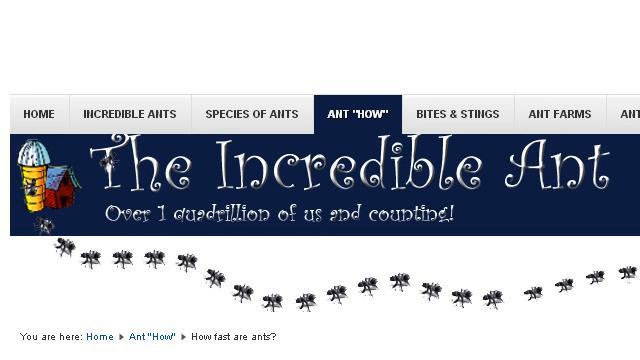 HOME INCREDIBLE ANTS SPECIES OF ANTS ANT "HOW" BITES & STINGS ANT FARMS ANT
The Incredible Ant
Over 1 quadrillion of us and counting!
You are here: Home Ant "How" How fast are ants?